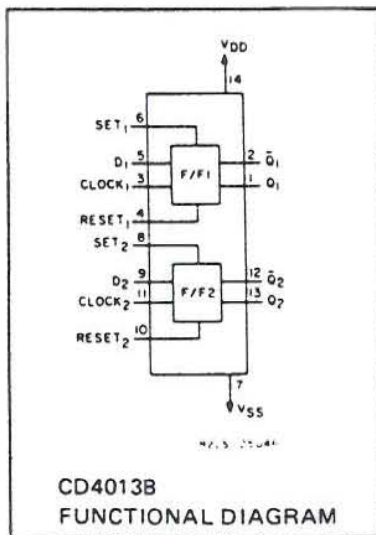 VDD
14
6
SET1
D1 5
2 Q̄1
F/F1
CLOCK1 3
1 Q1
4
RESET1
SET2
8
D2 9
12 Q̄2
F/F2
CLOCK2 11
13 Q2
10
RESET2
7
VSS
CD4013B
FUNCTIONAL DIAGRAM